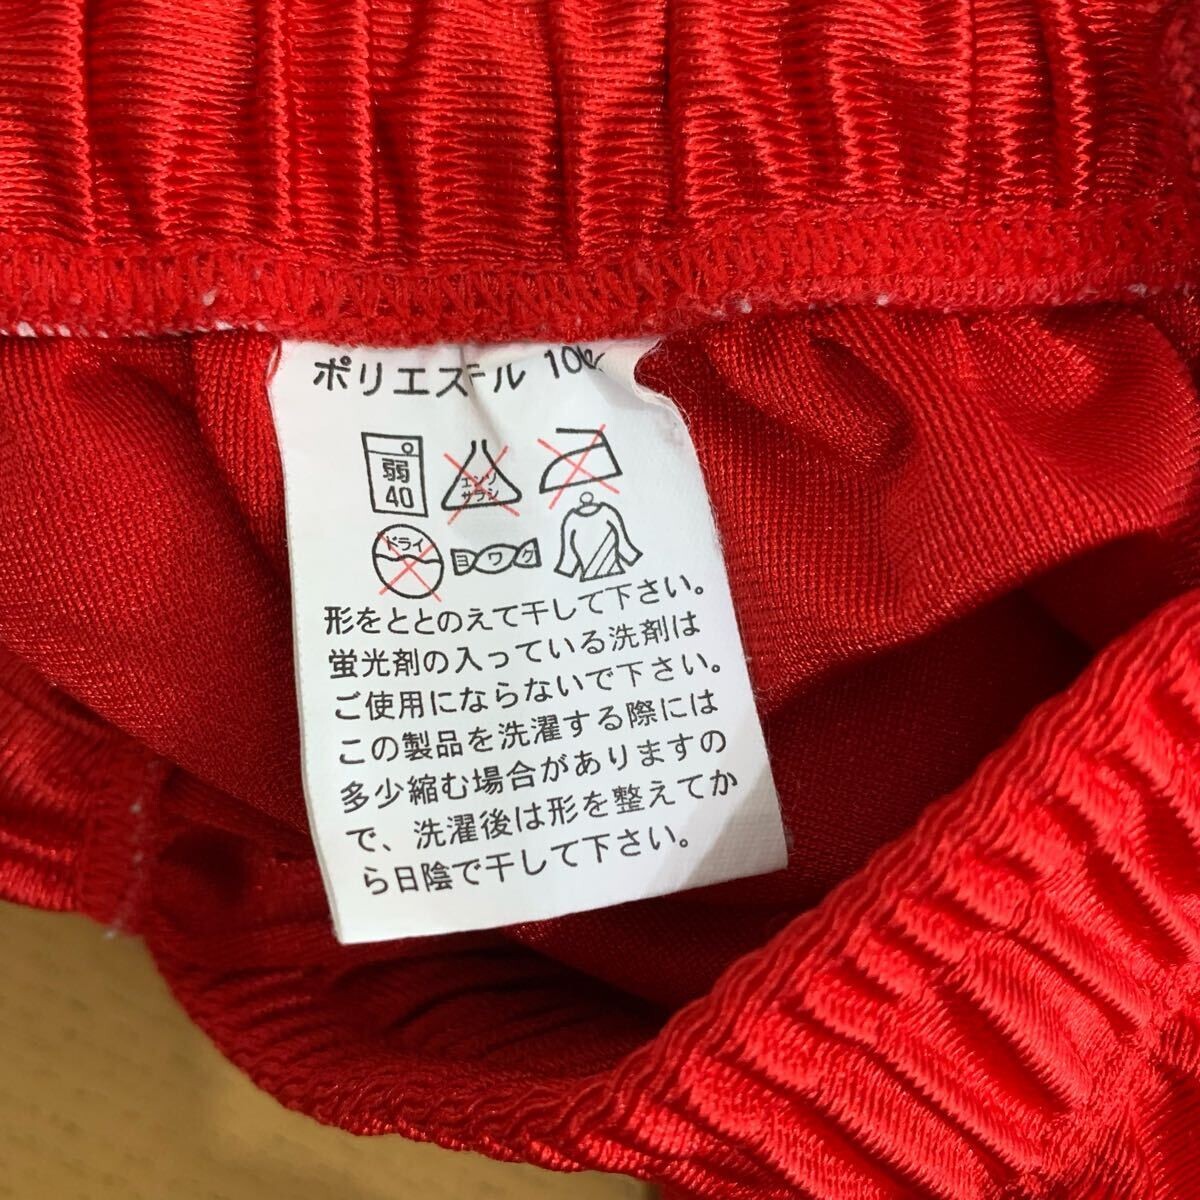 ポリエステル 100%
弱
40
エンソ
サラシ
ドライ
ヨワク
形をととのえて干して下さい。
蛍光剤の入っている洗剤は
ご使用にならないで下さい。
この製品を洗濯する際には
多少縮む場合がありますの
で、洗濯後は形を整えてか
ら日陰で干して下さい。